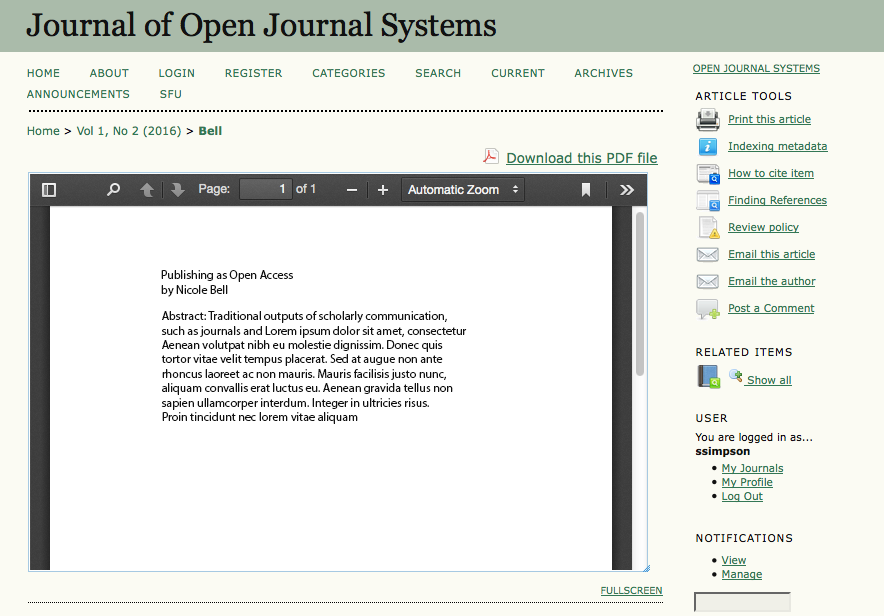 Journal of Open Journal Systems
HOME ABOUT LOGIN REGISTER CATEGORIES SEARCH CURRENT ARCHIVES
ANNOUNCEMENTS SFU
Home > Vol 1, No 2 (2016) > Bell
Download this PDF file
Page: 1 of 1 Automatic Zoom
Publishing as Open Access
by Nicole Bell
Abstract: Traditional outputs of scholarly communication,
such as journals and Lorem ipsum dolor sit amet, consectetur
Aenean volutpat nibh eu molestie dignissim. Donec quis
tortor vitae velit tempus placerat. Sed at augue non ante
rhoncus laoreet ac non mauris. Mauris facilisis justo nunc,
aliquam convallis erat luctus eu. Aenean gravida tellus non
sapien ullamcorper interdum. Integer in ultricies risus.
Proin tincidunt nec lorem vitae aliquam
FULLSCREEN
OPEN JOURNAL SYSTEMS
ARTICLE TOOLS
Print this article
Indexing metadata
How to cite item
Finding References
Review policy
Email this article
Email the author
Post a Comment
RELATED ITEMS
Show all
USER
You are logged in as...
ssimpson
My Journals
My Profile
Log Out
NOTIFICATIONS
View
Manage